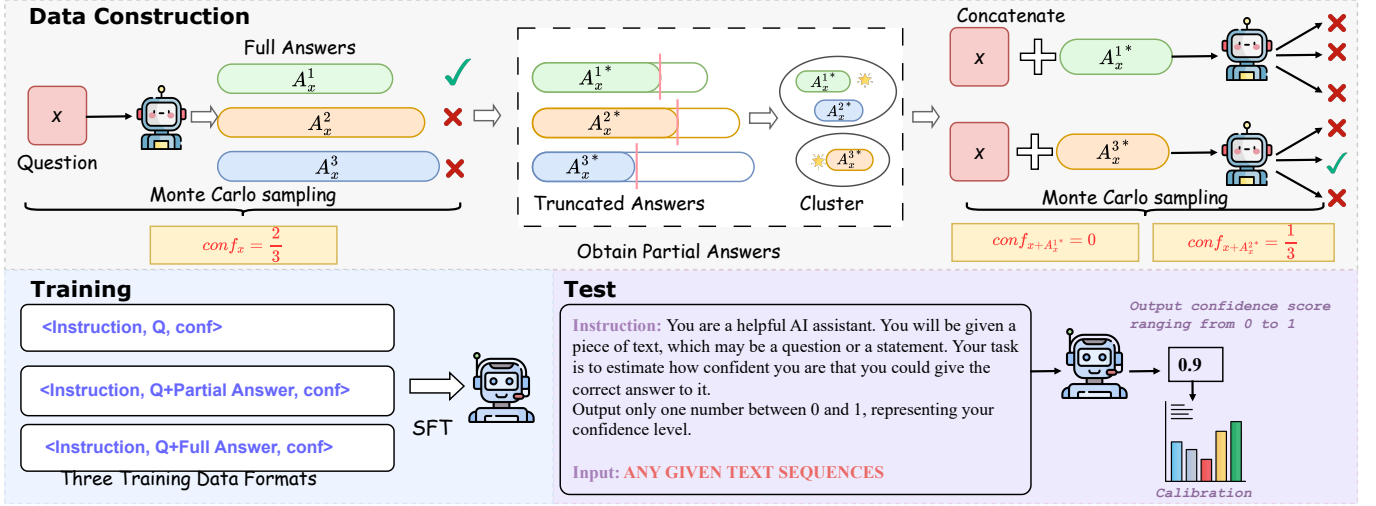 Data Construction
Full Answers
x
Question
A_x^1
A_x^2
A_x^3
Monte Carlo sampling
conf_x = 2/3
A_x^{1*}
A_x^{2*}
A_x^{3*}
Truncated Answers
A_x^{1*}
A_x^{2*}
A_x^{3*}
Cluster
Obtain Partial Answers
Concatenate
x
A_x^{1*}
x
A_x^{3*}
Monte Carlo sampling
conf_{x+A_x^{1*}} = 0
conf_{x+A_x^{2*}} = 1/3
Training
<Instruction, Q, conf>
<Instruction, Q+Partial Answer, conf>
<Instruction, Q+Full Answer, conf>
Three Training Data Formats
SFT
Test
Instruction: You are a helpful AI assistant. You will be given a
piece of text, which may be a question or a statement. Your task
is to estimate how confident you are that you could give the
correct answer to it.
Output only one number between 0 and 1, representing your
confidence level.
Input: ANY GIVEN TEXT SEQUENCES
Output confidence score
ranging from 0 to 1
0.9
Calibration